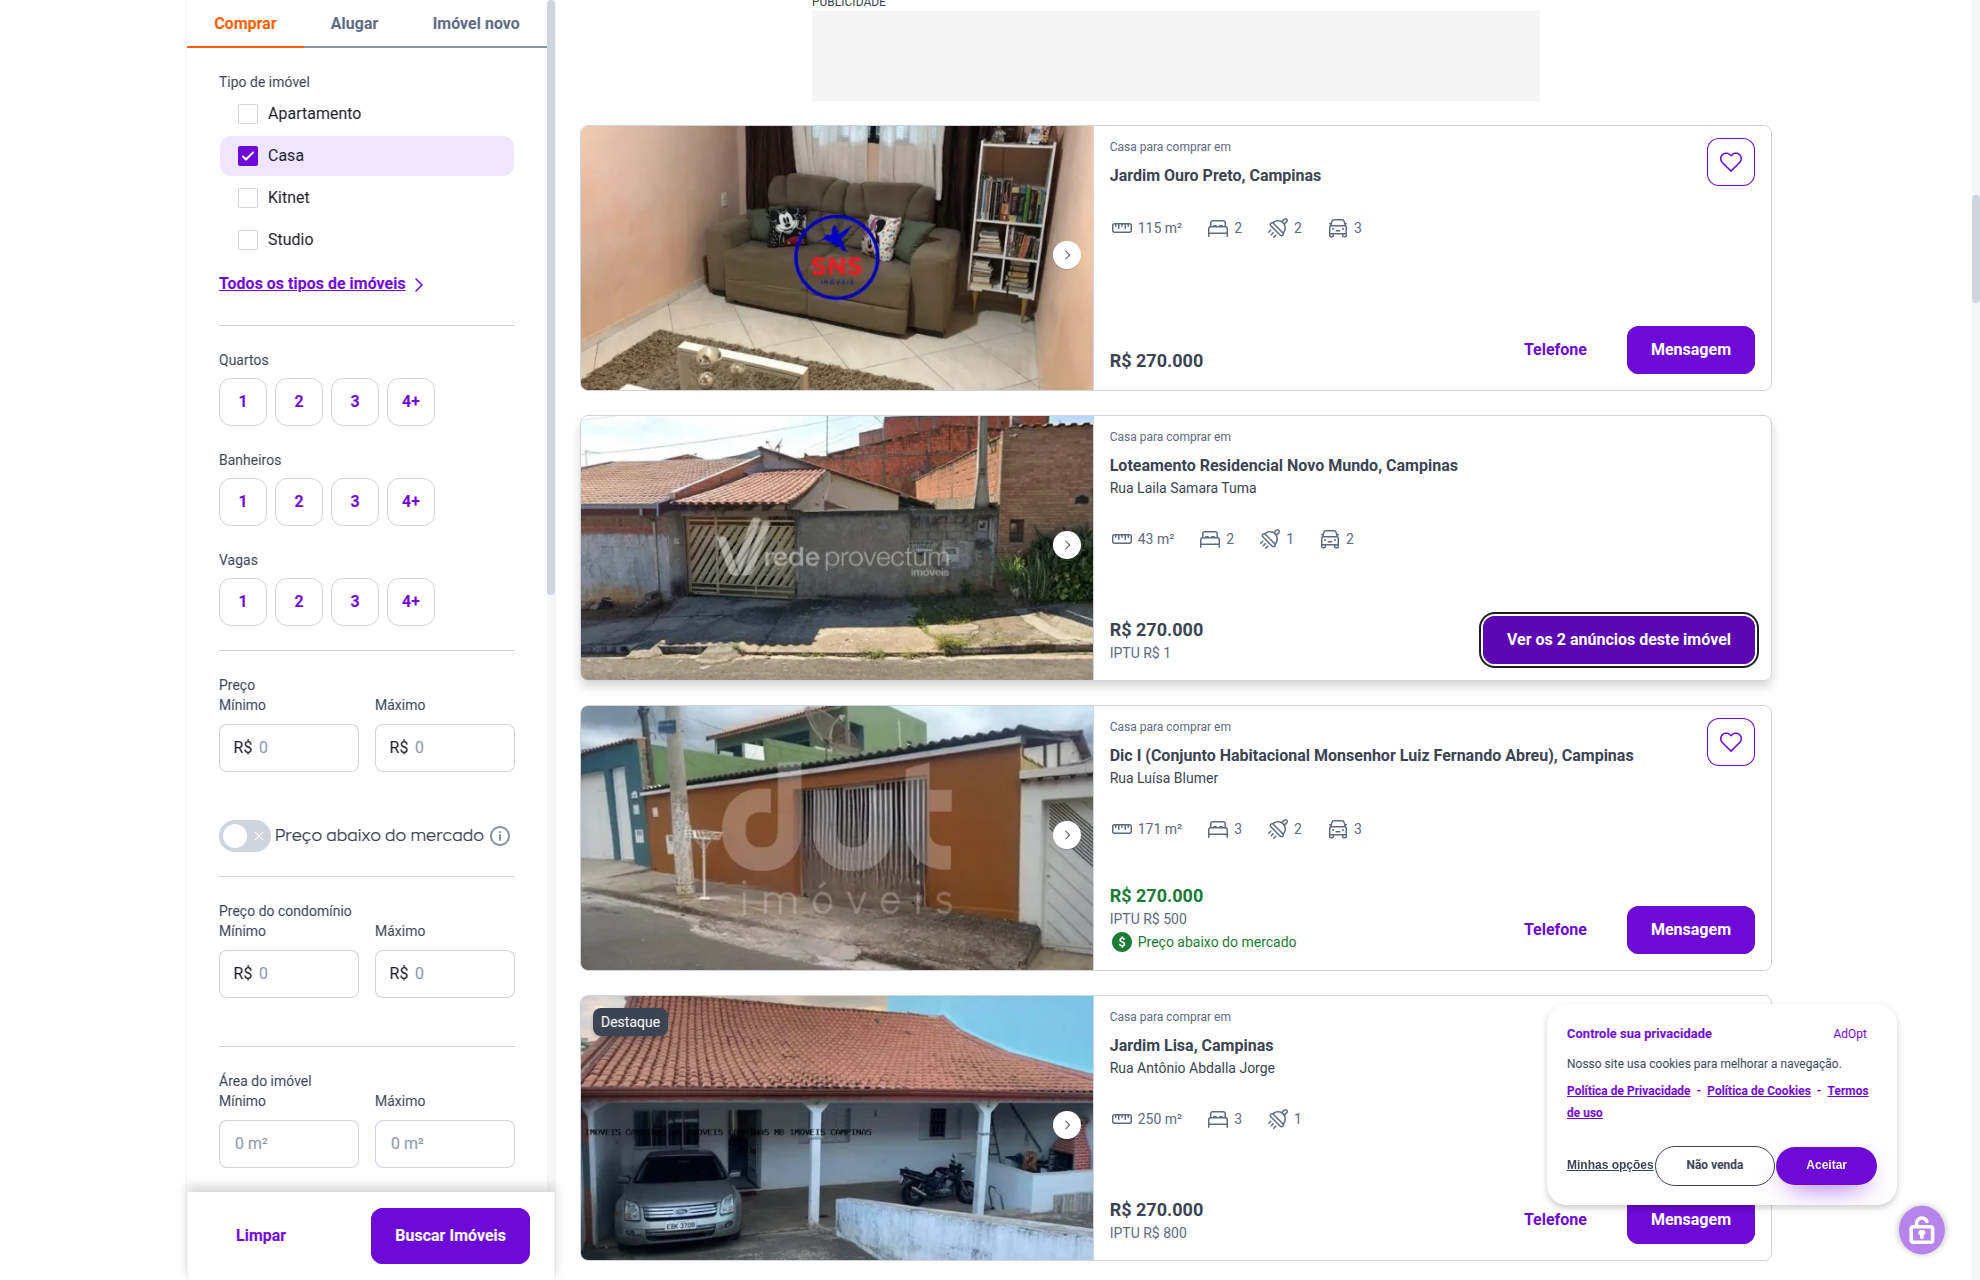 Comprar
Alugar
Imóvel novo
Tipo de imóvel
Apartamento
Casa
Kitnet
Studio
Todos os tipos de imóveis
Quartos
1
2
3
4+
Banheiros
1
2
3
4+
Vagas
1
2
3
4+
Preço
Mínimo
Máximo
R$ 0
R$ 0
Preço abaixo do mercado
Preço do condomínio
Mínimo
Máximo
R$ 0
R$ 0
Área do imóvel
Mínimo
Máximo
0 m²
0 m²
Limpar
Buscar Imóveis
PUBLICIDADE
SNS
IMÓVEIS
Casa para comprar em
Jardim Ouro Preto, Campinas
115 m²
2
2
3
R$ 270.000
Telefone
Mensagem
rede provectum
imóveis
Casa para comprar em
Loteamento Residencial Novo Mundo, Campinas
Rua Laila Samara Tuma
43 m²
2
1
2
R$ 270.000
IPTU R$ 1
Ver os 2 anúncios deste imóvel
dot
imóveis
Casa para comprar em
Dic I (Conjunto Habitacional Monsenhor Luiz Fernando Abreu), Campinas
Rua Luísa Blumer
171 m²
3
2
3
R$ 270.000
IPTU R$ 500
$ Preço abaixo do mercado
Telefone
Mensagem
Destaque
Casa para comprar em
Jardim Lisa, Campinas
Rua Antônio Abdalla Jorge
250 m²
3
1
R$ 270.000
IPTU R$ 800
Telefone
Mensagem
Controle sua privacidade
AdOpt
Nosso site usa cookies para melhorar a navegação.
Política de Privacidade - Política de Cookies - Termos
de uso
Minhas opções
Não venda
Aceitar